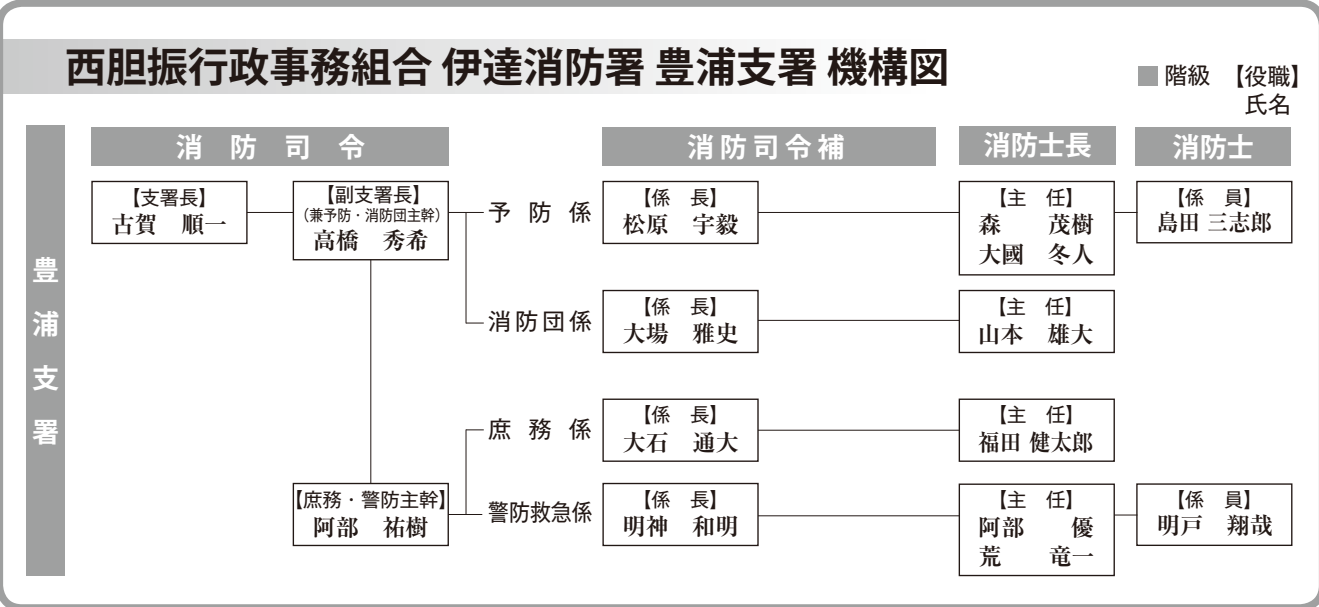 西胆振行政事務組合 伊達消防署 豊浦支署 機構図
■階級 【役職】
氏名
豊浦支署
消防司令
消防司令補
消防士長
消防士
【支署長】
古賀 順一
【副支署長】
（兼予防・消防団主幹）
高橋 秀希
予防係
【係 長】
松原 宇毅
【主 任】
森 茂樹
大國 冬人
【係 員】
島田 三志郎
消防団係
【係 長】
大場 雅史
【主 任】
山本 雄大
庶務係
【係 長】
大石 通大
【主 任】
福田 健太郎
【庶務・警防主幹】
阿部 祐樹
警防救急係
【係 長】
明神 和明
【主 任】
阿部 優
荒 竜一
【係 員】
明戸 翔哉